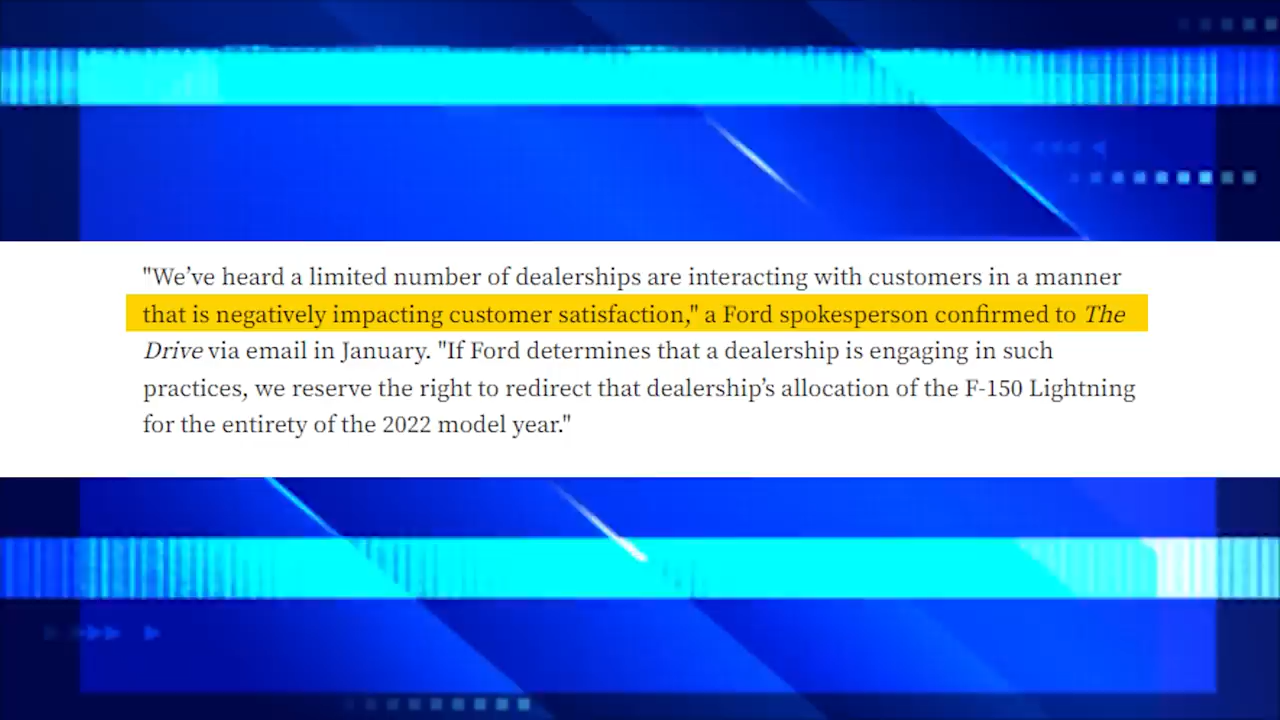 "We’ve heard a limited number of dealerships are interacting with customers in a manner
that is negatively impacting customer satisfaction," a Ford spokesperson confirmed to The
Drive via email in January. "If Ford determines that a dealership is engaging in such
practices, we reserve the right to redirect that dealership’s allocation of the F-150 Lightning
for the entirety of the 2022 model year."